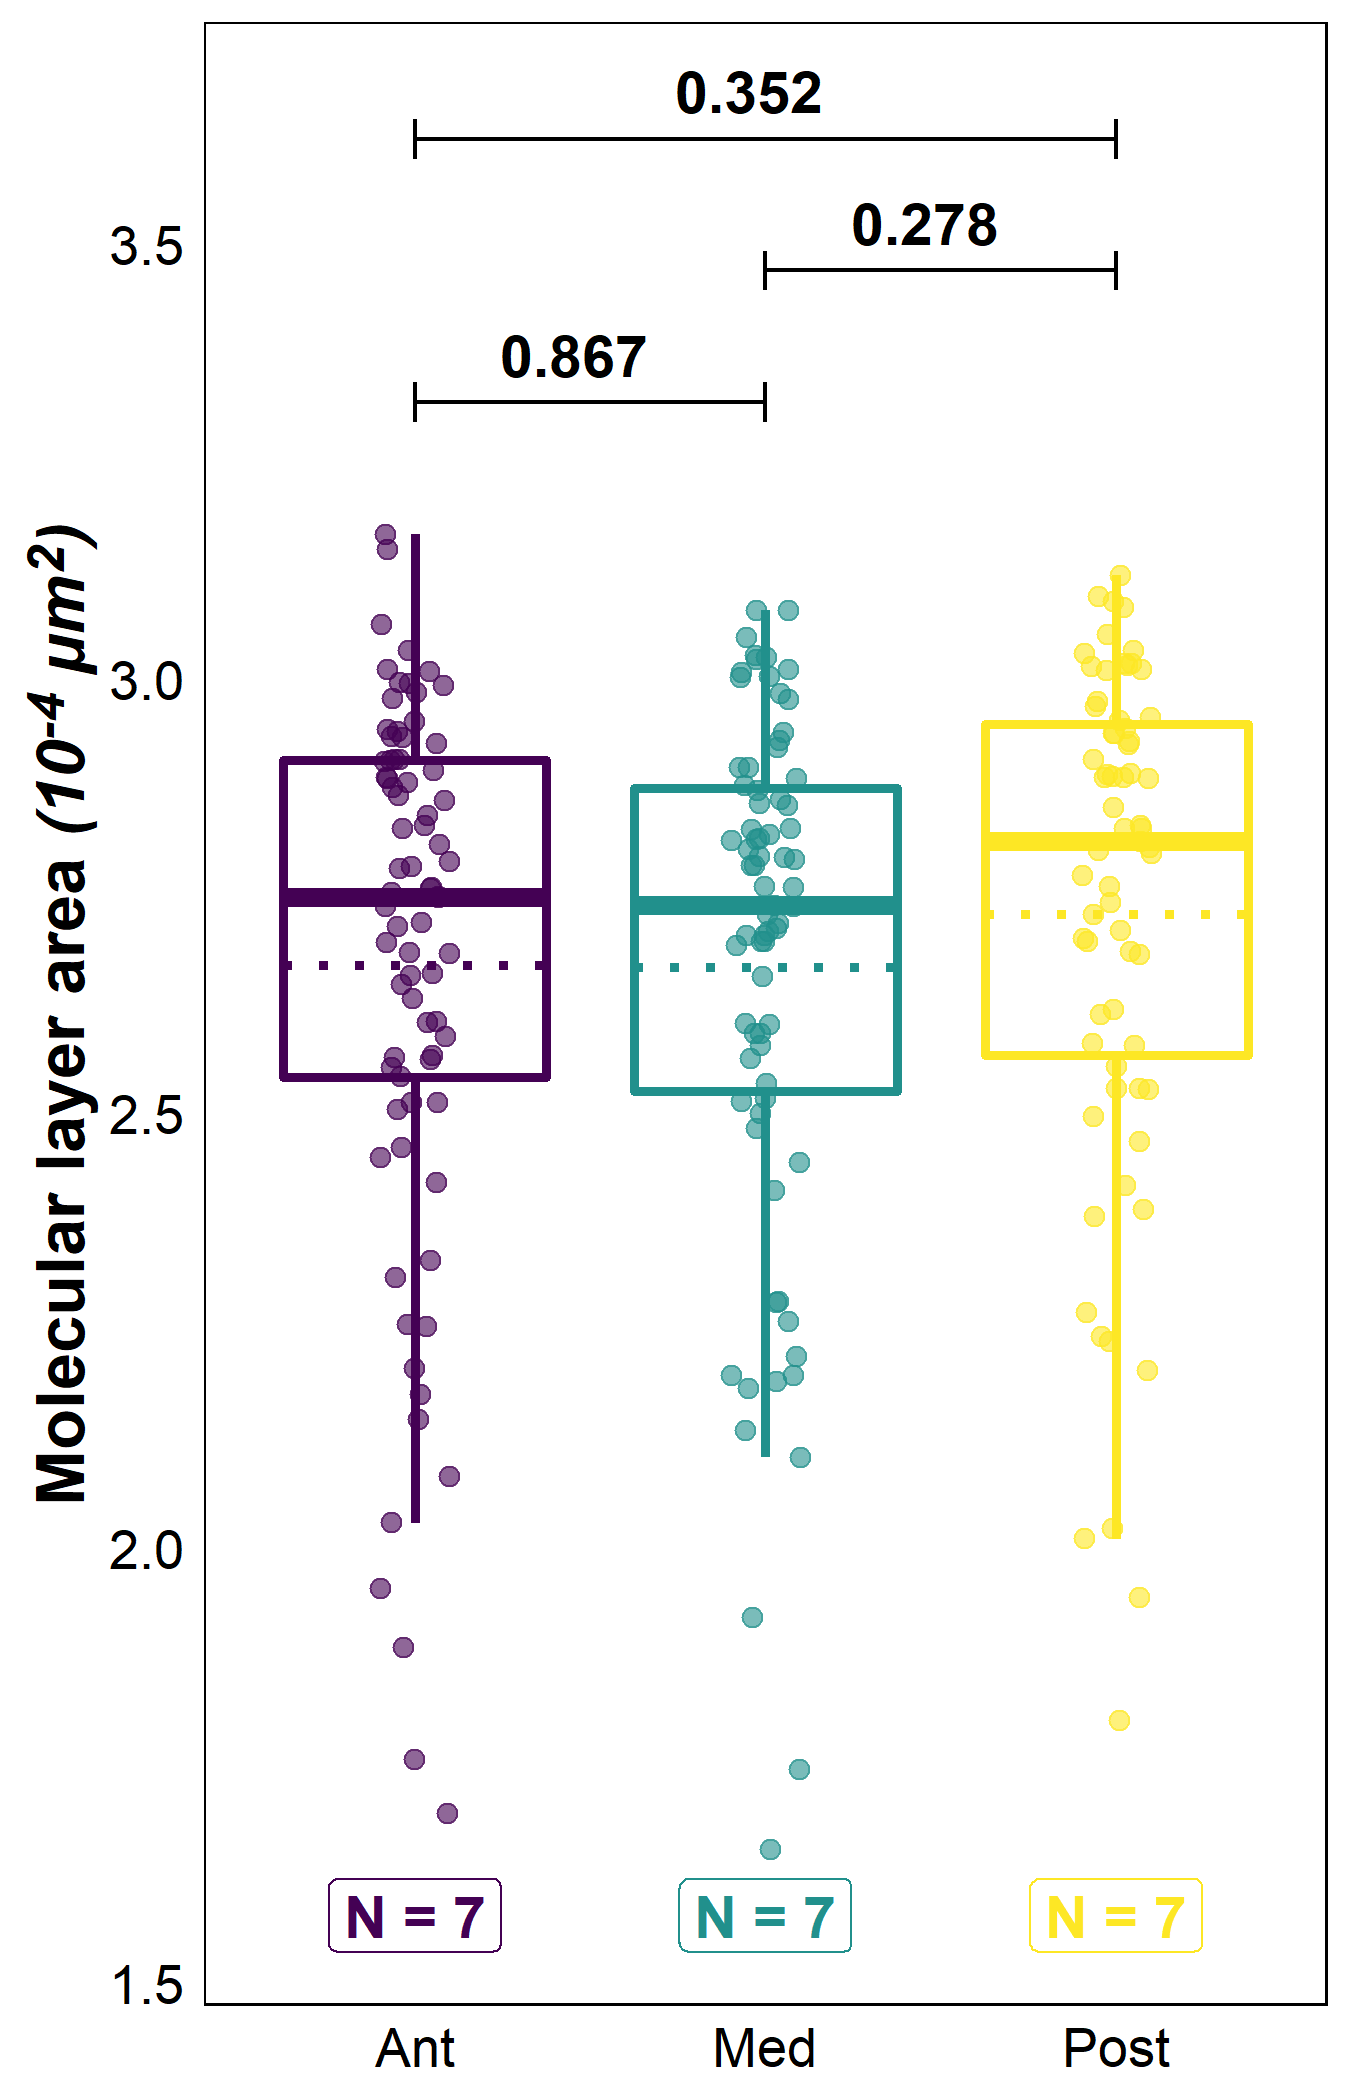 0.352
0.278
0.867
3.5
3.0
2.5
2.0
1.5
Molecular layer area (10⁻⁴ µm²)
N = 7
N = 7
N = 7
Ant
Med
Post